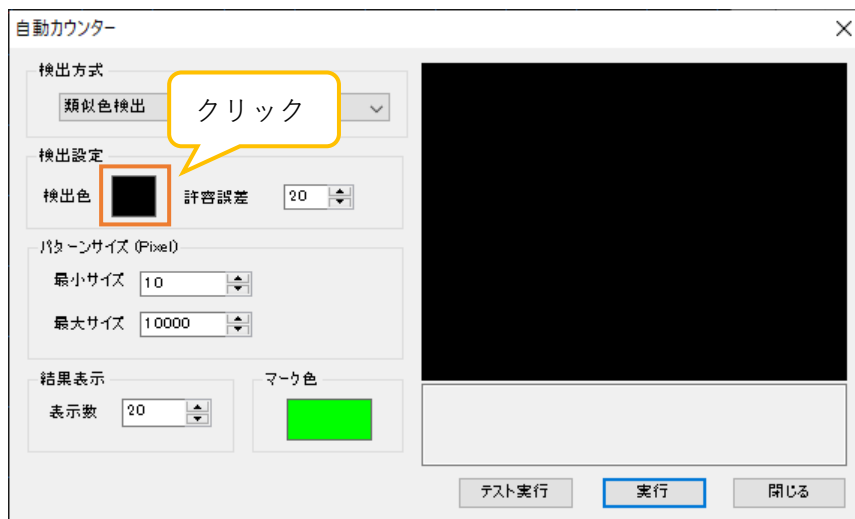 自動カウンター
検出方式
類似色検出
クリック
検出設定
検出色
許容誤差
20
パターンサイズ (Pixel)
最小サイズ
10
最大サイズ
10000
結果表示
表示数
20
マーク色
テスト実行
実行
閉じる